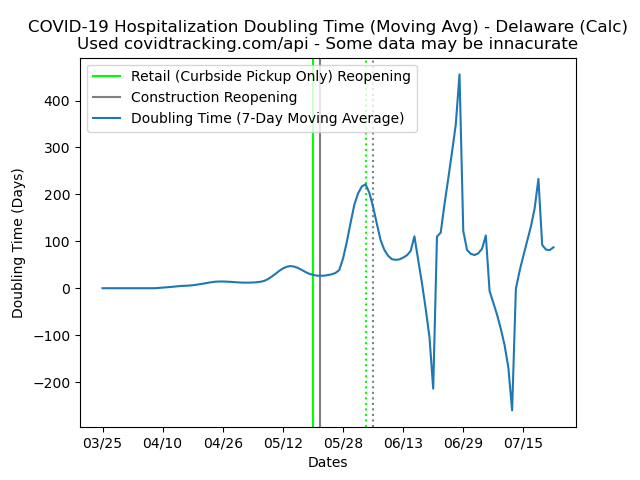 COVID-19 Hospitalization Doubling Time (Moving Avg) - Delaware (Calc)
Used covidtracking.com/api - Some data may be innacurate
Retail (Curbside Pickup Only) Reopening
Construction Reopening
Doubling Time (7-Day Moving Average)
Doubling Time (Days)
400
300
200
100
0
−100
−200
03/25 04/10 04/26 05/12 05/28 06/13 06/29 07/15
Dates